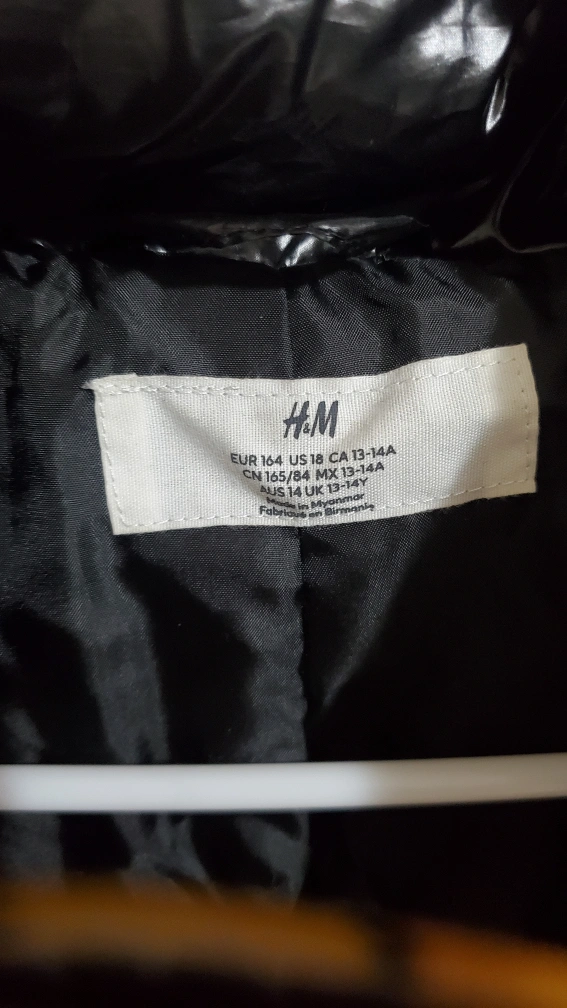 H&M
EUR 164 US 18 CA 13-14A
CN 165/84 MX 13-14A
AUS 14 UK 13-14Y
Made in Myanmar
Fabriqué en Birmanie